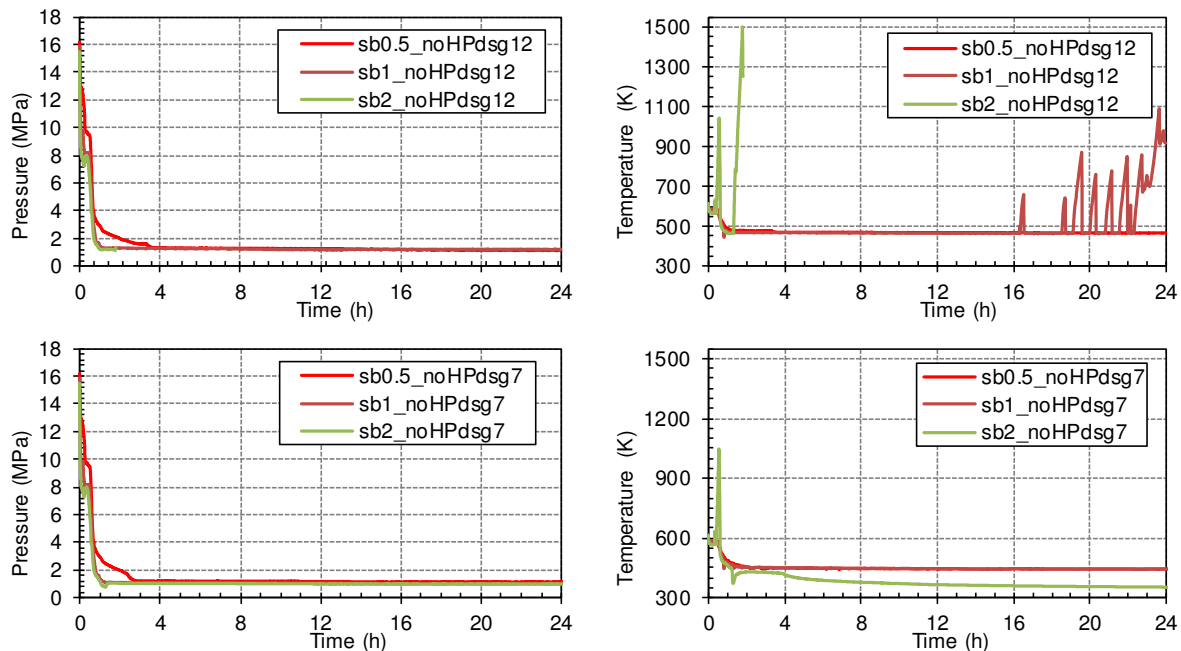 Pressure (MPa)
18
16
14
12
10
8
6
4
2
0
0 4 8 12 16 20 24
Time (h)
sb0.5_noHPdsg12
sb1_noHPdsg12
sb2_noHPdsg12
Temperature (K)
1500
1300
1100
900
700
500
300
0 4 8 12 16 20 24
Time (h)
sb0.5_noHPdsg12
sb1_noHPdsg12
sb2_noHPdsg12
Pressure (MPa)
18
16
14
12
10
8
6
4
2
0
0 4 8 12 16 20 24
Time (h)
sb0.5_noHPdsg7
sb1_noHPdsg7
sb2_noHPdsg7
Temperature (K)
1500
1200
900
600
300
0 4 8 12 16 20 24
Time (h)
sb0.5_noHPdsg7
sb1_noHPdsg7
sb2_noHPdsg7